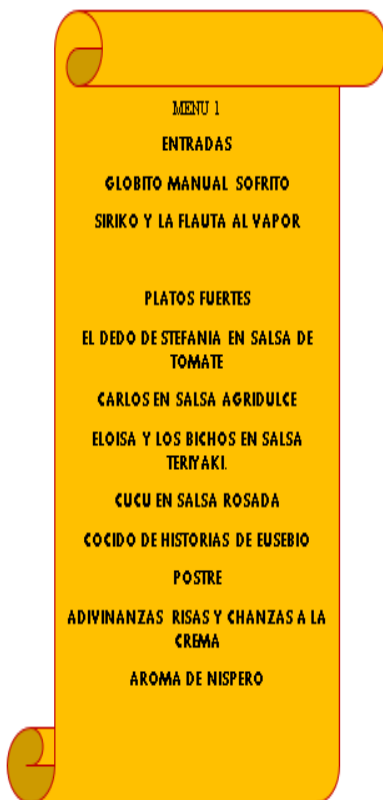 MENU 1
ENTRADAS
GLOBITO MANUAL SOFRITO
SIRIKO Y LA FLAUTA AL VAPOR
PLATOS FUERTES
EL DEDO DE STEFANIA EN SALSA DE
TOMATE
CARLOS EN SALSA AGRIDULCE
ELOISA Y LOS BICHOS EN SALSA
TERIYAKI.
CUCU EN SALSA ROSADA
COCIDO DE HISTORIAS DE EUSEBIO
POSTRE
ADIVINANZAS RISAS Y CHANZAS A LA
CREMA
AROMA DE NISPERO